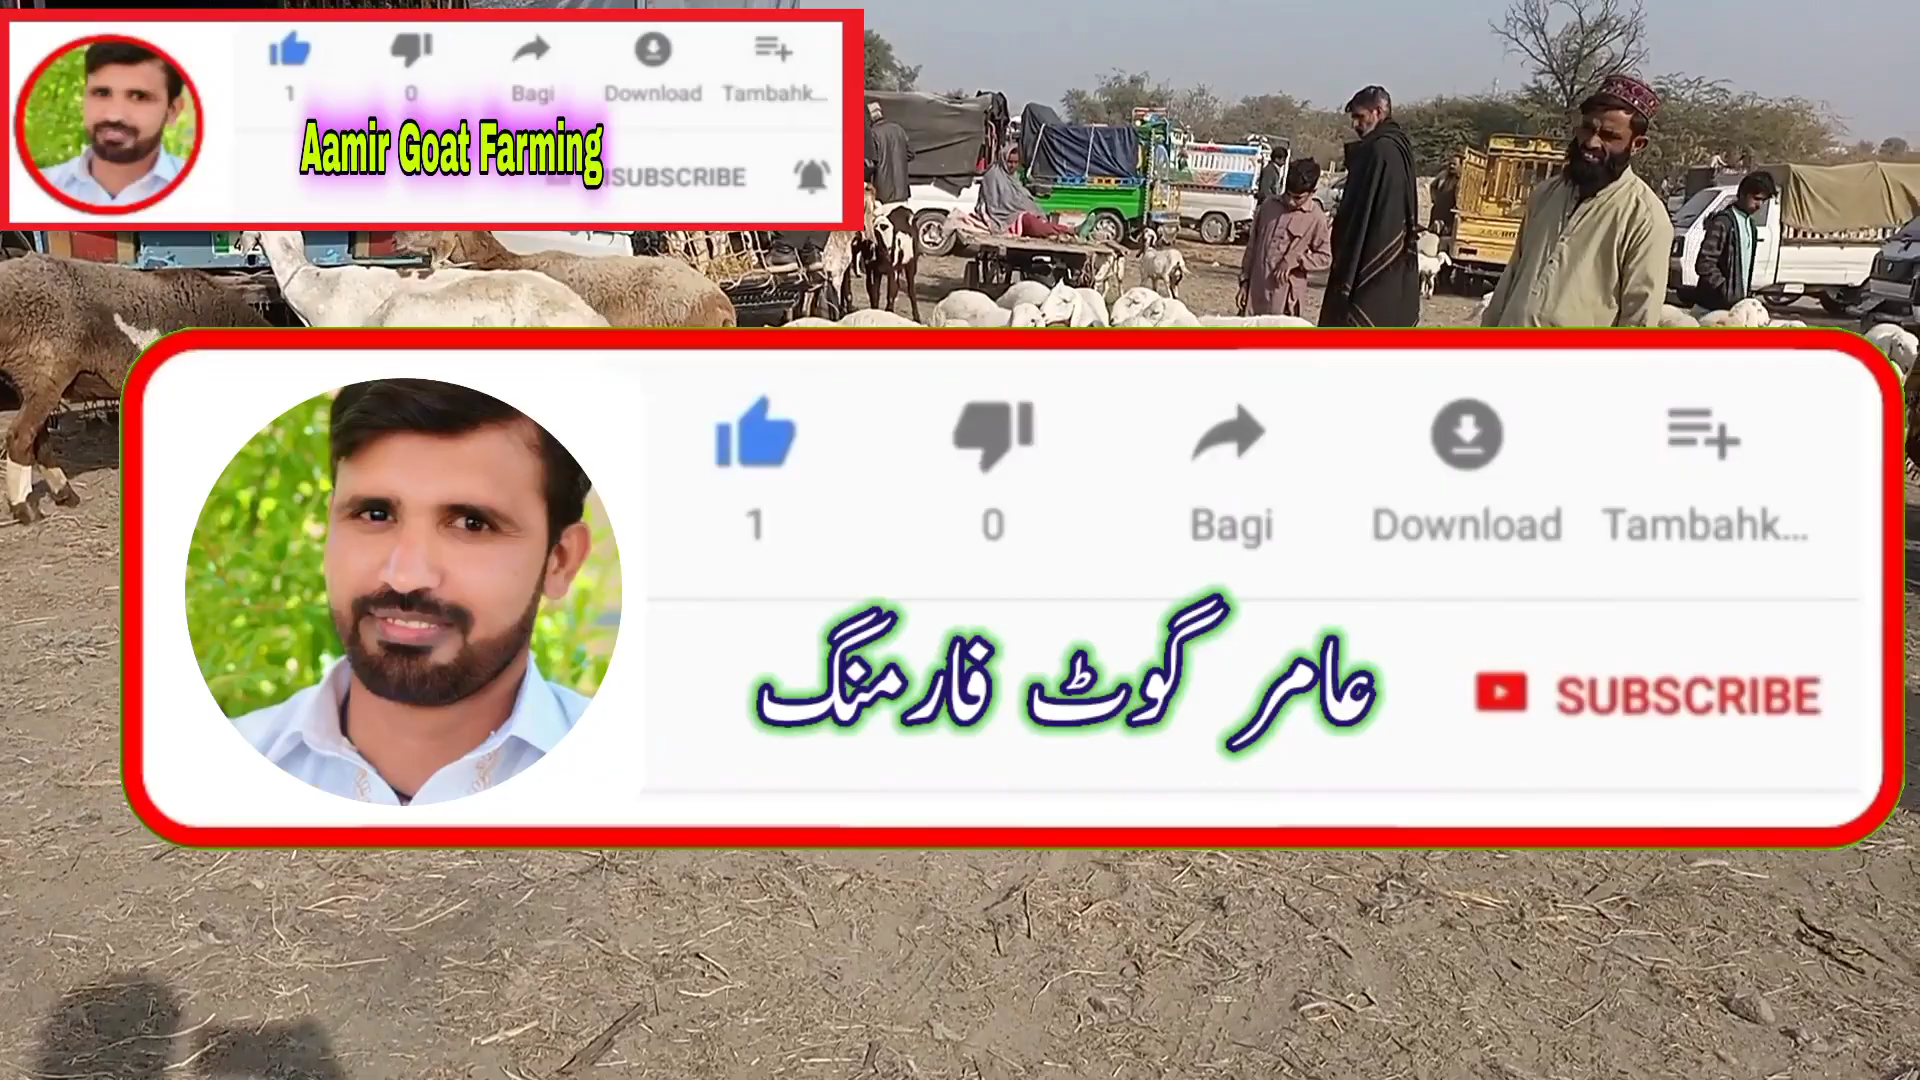 1 0 Bagi Download Tambahk...
Aamir Goat Farming
SUBSCRIBE
1 0 Bagi Download Tambahk...
عامر گوٹ فارمنگ
SUBSCRIBE